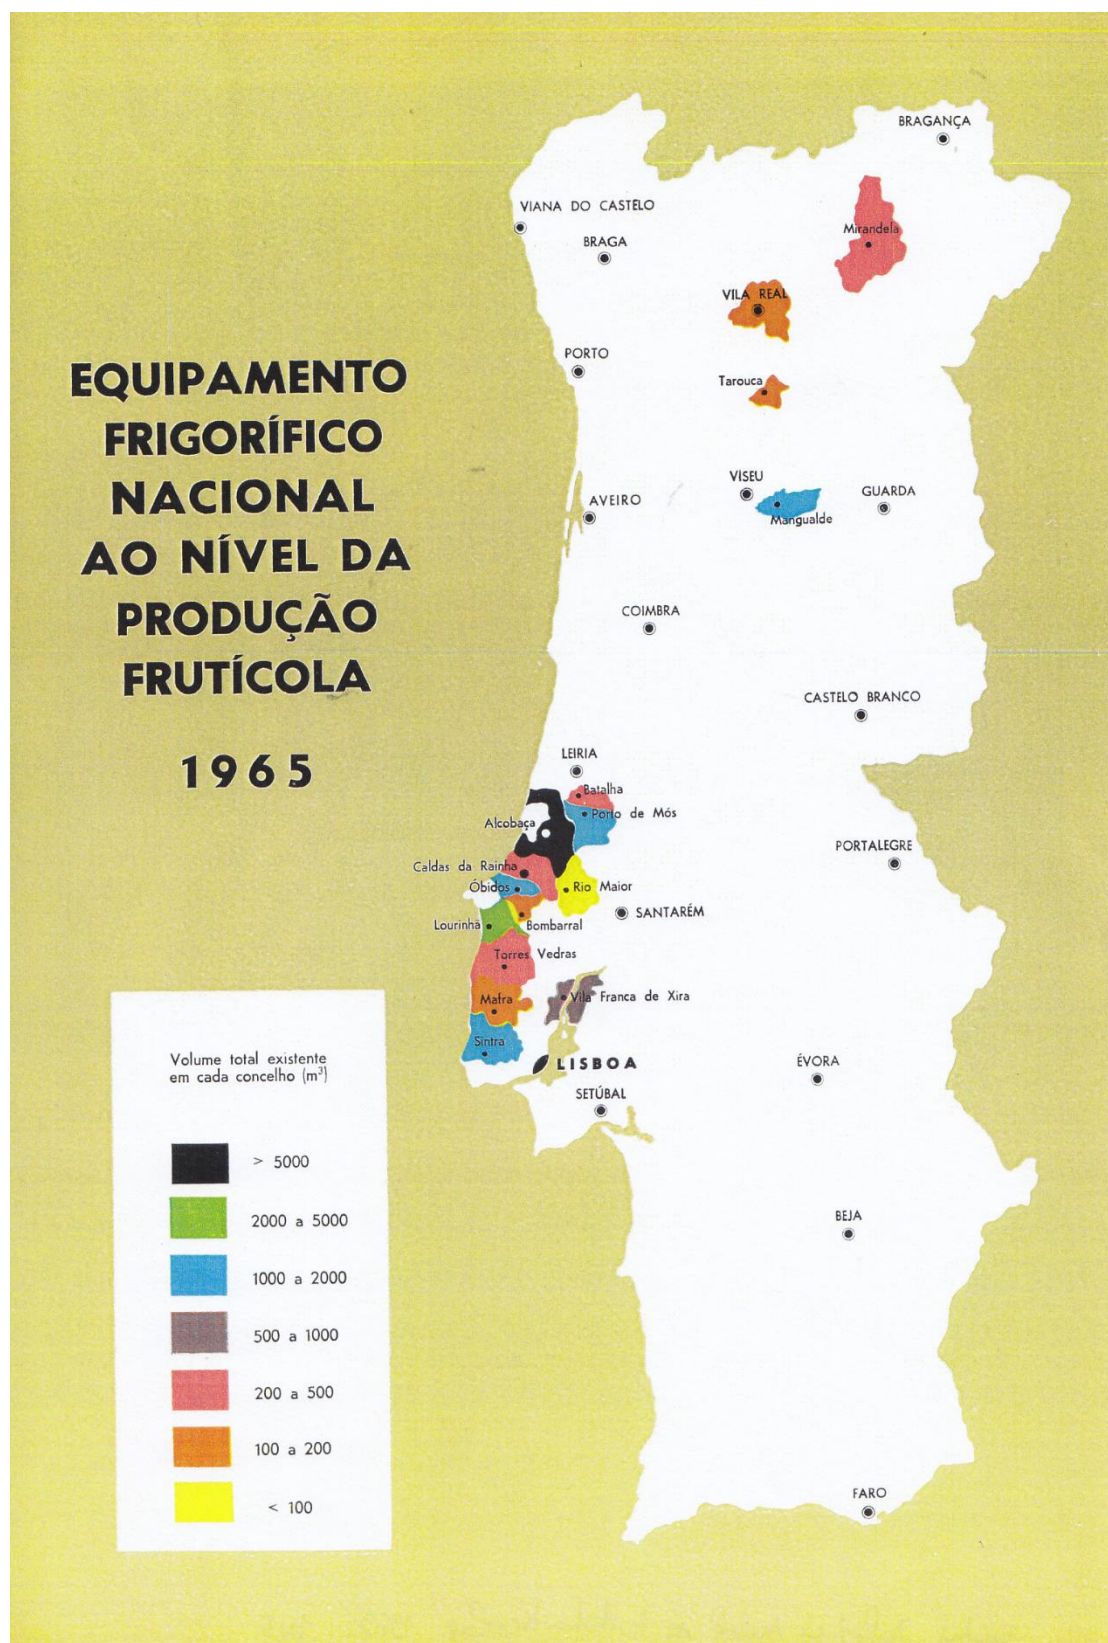 EQUIPAMENTO
FRIGORÍFICO
NACIONAL
AO NÍVEL DA
PRODUÇÃO
FRUTÍCOLA
1965
BRAGANÇA
VIANA DO CASTELO
BRAGA
Mirandela
VILA REAL
PORTO
Tarouca
VISEU
GUARDA
AVEIRO
Mangualde
COIMBRA
CASTELO BRANCO
LEIRIA
Batalha
Porto de Mós
Alcobaça
PORTALEGRE
Caldas da Rainha
Óbidos
Rio Maior
SANTARÉM
Lourinhã
Bombarral
Torres Vedras
Mafra
Vila Franca de Xira
Sintra
LISBOA
ÉVORA
SETÚBAL
BEJA
FARO
Volume total existente
em cada concelho (m³)
> 5000
2000 a 5000
1000 a 2000
500 a 1000
200 a 500
100 a 200
< 100